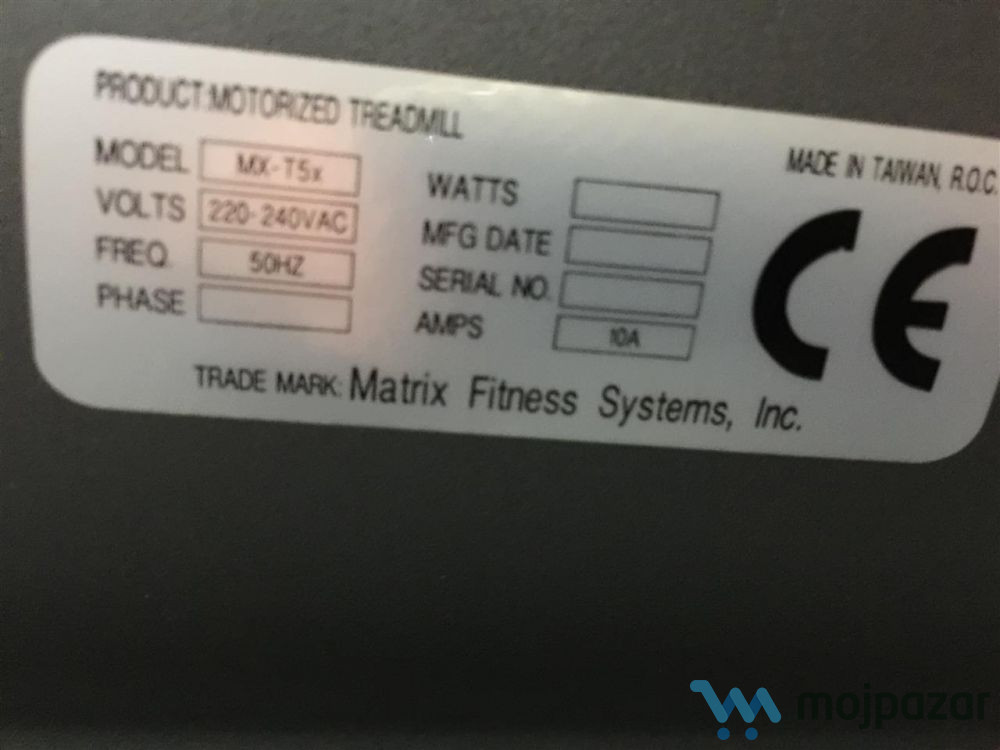 PRODUCT:MOTORIZED TREADMILL
MADE IN TAIWAN, R.O.C.
MODEL MX-T5x
VOLTS 220-240VAC
FREQ. 50HZ
PHASE
WATTS
MFG DATE
SERIAL NO.
AMPS 10A
CE
TRADE MARK: Matrix Fitness Systems, Inc.
mojpazar